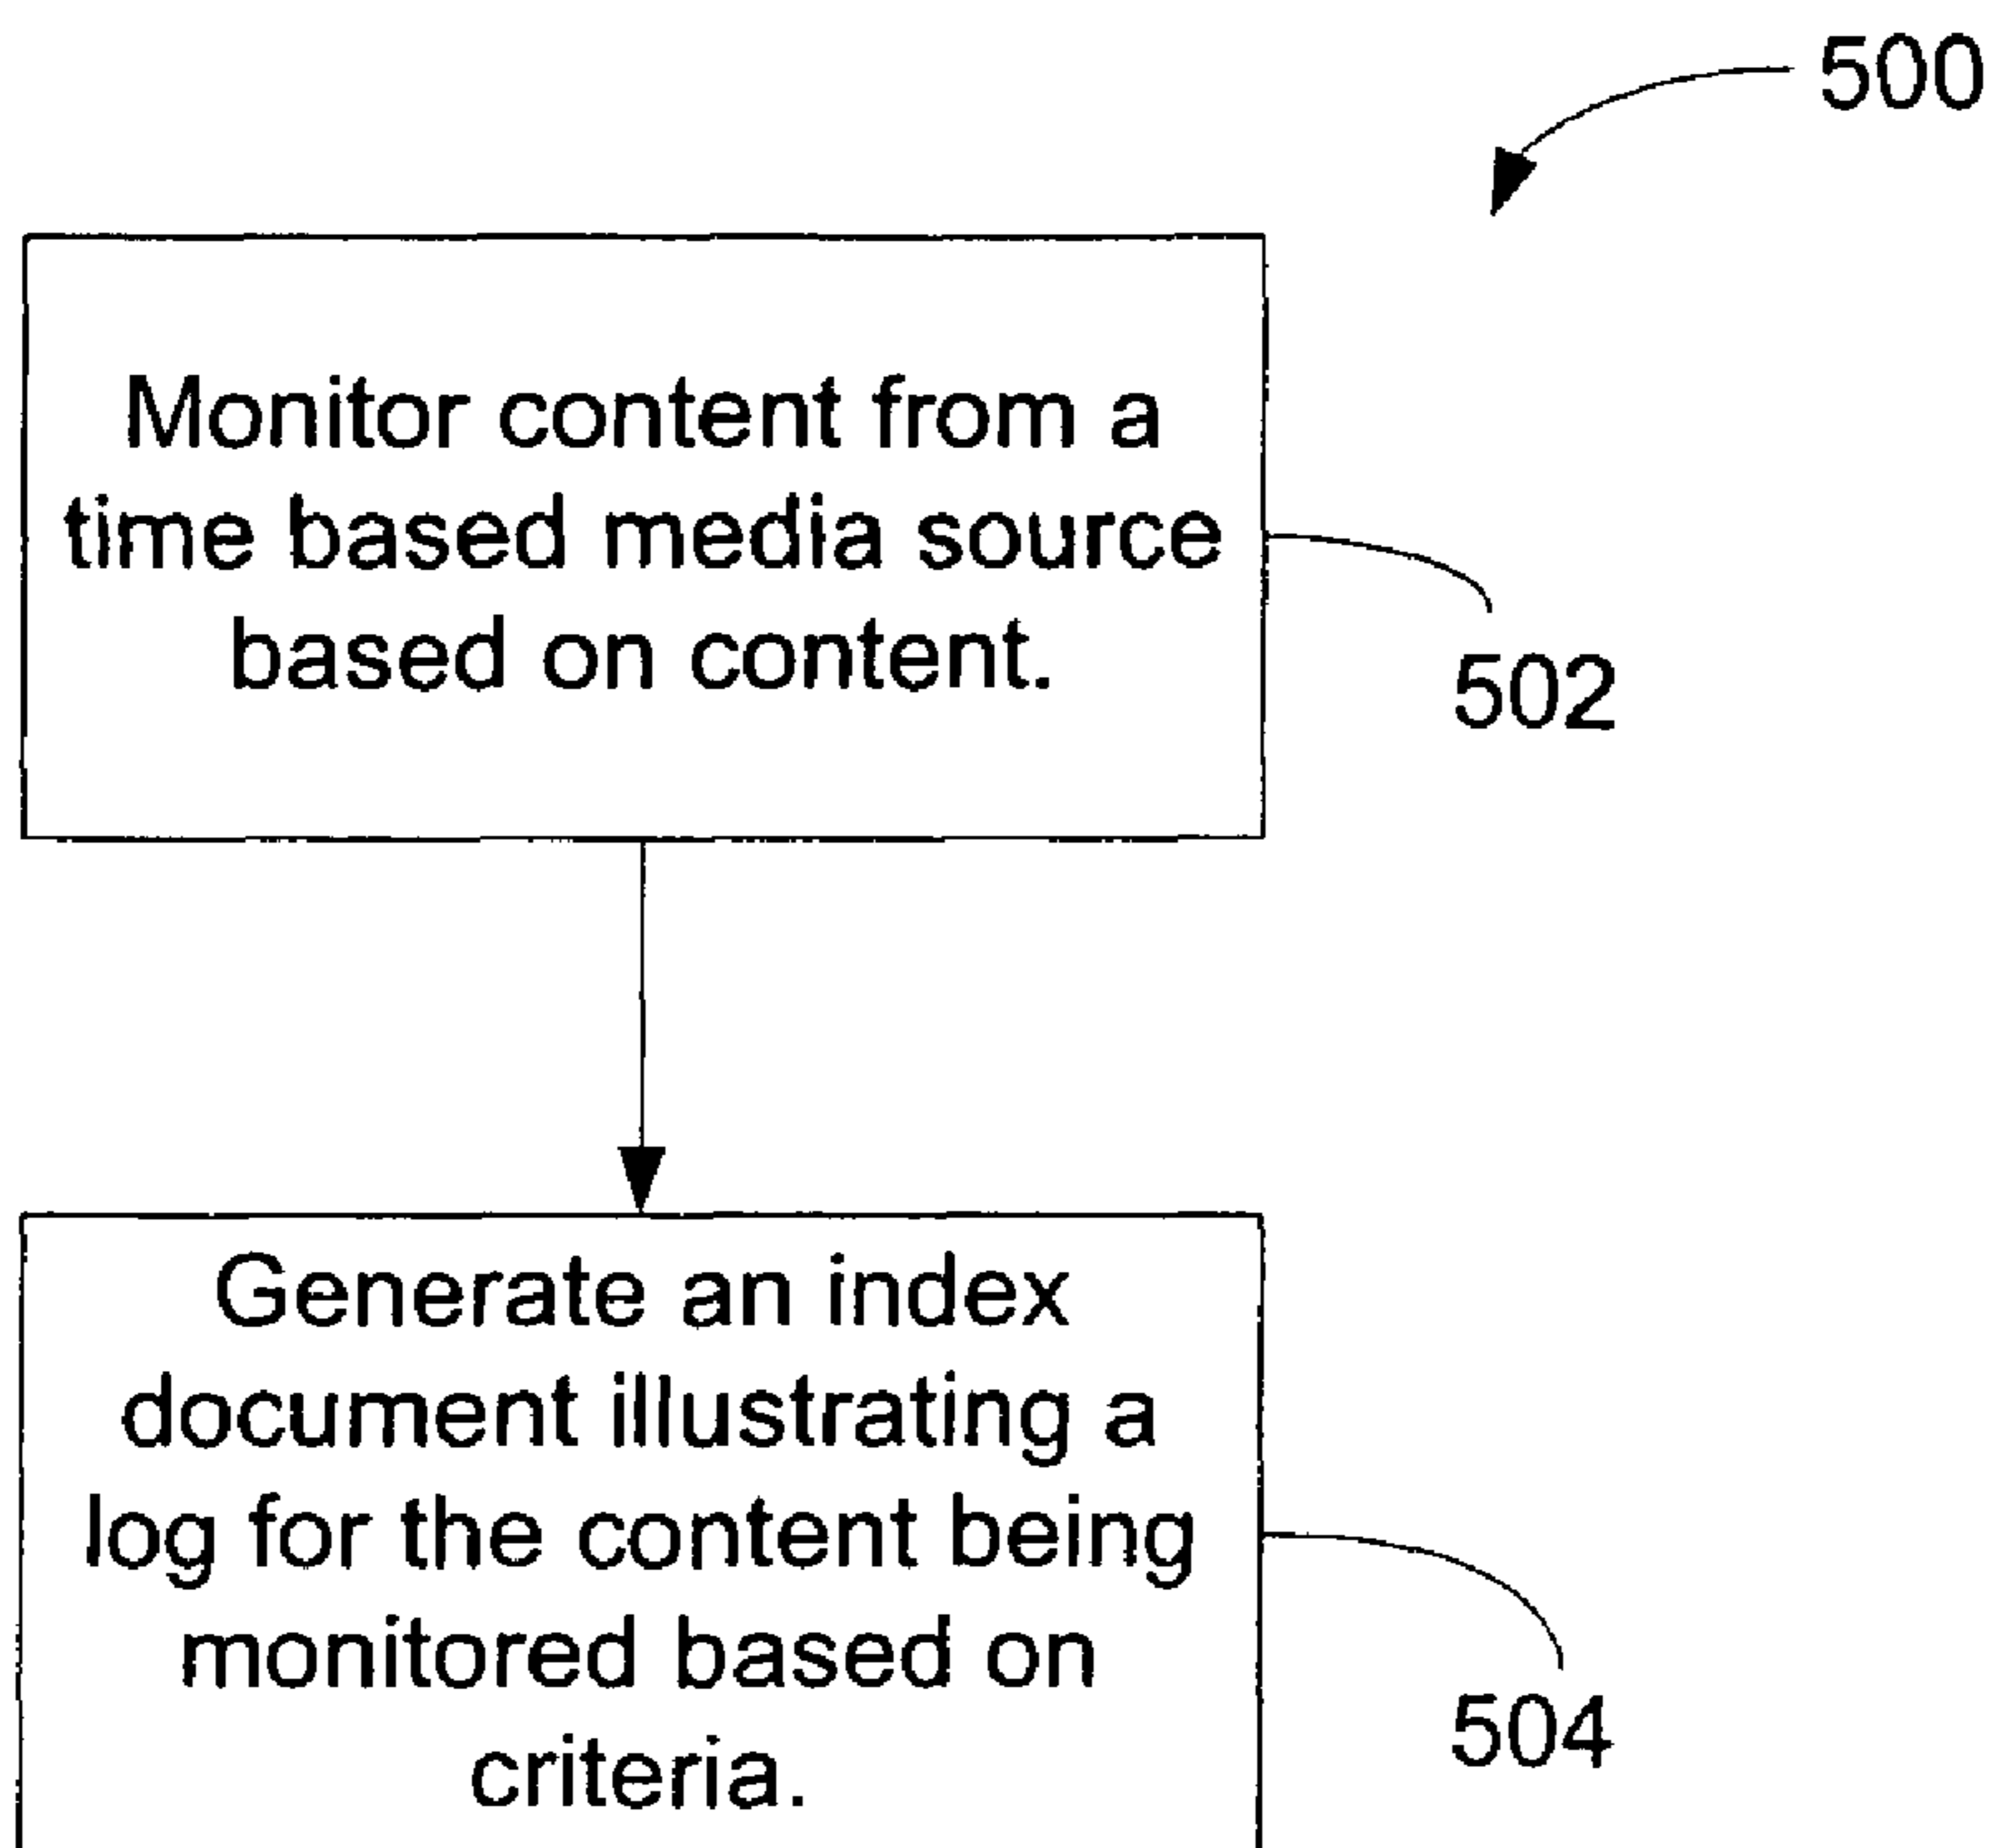 500
Monitor content from a
time based media source
based on content.
502
Generate an index
document illustrating a
log for the content being
monitored based on
criteria.
504